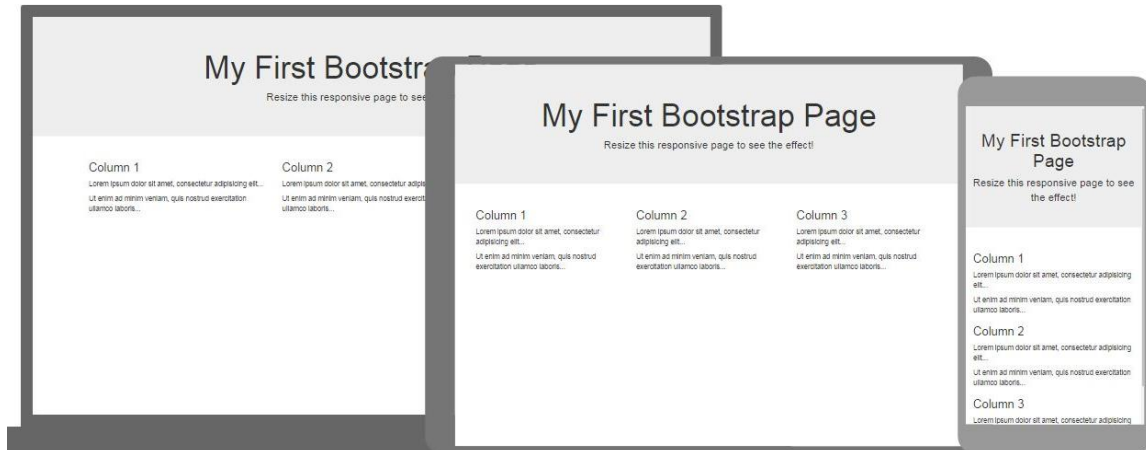 My First Bootstra
Resize this responsive page to see
Column 1
Lorem ipsum dolor sit amet, consectetur adipisicing elit...
Ut enim ad minim veniam, quis nostrud exercitation
ullamco laboris...
Column 2
Lorem ipsum dolor sit amet, consectetur adipis
Ut enim ad minim veniam, quis nostrud exercit
ullamco laboris...
My First Bootstrap Page
Resize this responsive page to see the effect!
Column 1
Lorem ipsum dolor sit amet, consectetur
adipisicing elit...
Ut enim ad minim veniam, quis nostrud
exercitation ullamco laboris...
Column 2
Lorem ipsum dolor sit amet, consectetur
adipisicing elit...
Ut enim ad minim veniam, quis nostrud
exercitation ullamco laboris...
Column 3
Lorem ipsum dolor sit amet, consectetur
adipisicing elit...
Ut enim ad minim veniam, quis nostrud
exercitation ullamco laboris...
My First Bootstrap
Page
Resize this responsive page to see
the effect!
Column 1
Lorem ipsum dolor sit amet, consectetur adipisicing
elit...
Ut enim ad minim veniam, quis nostrud exercitation
ullamco laboris...
Column 2
Lorem ipsum dolor sit amet, consectetur adipisicing
elit...
Ut enim ad minim veniam, quis nostrud exercitation
ullamco laboris...
Column 3
Lorem ipsum dolor sit amet, consectetur adipisicing